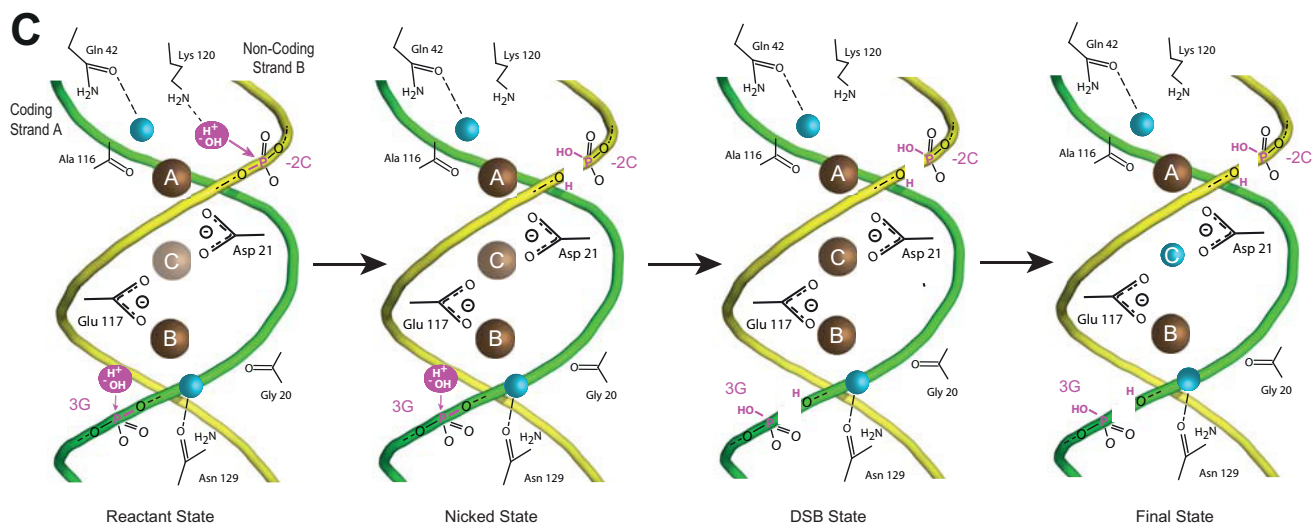 C
Gln 42
Lys 120
Non-Coding
Strand B
O
H₂N
H₂N
Coding
Strand A
H⁺
⁻OH
Ala 116
O
O
O
P
O
O
-2C
A
O
O
Asp 21
C
Glu 117
O
O
B
H⁺
⁻OH
3G
O
P
O
O
O
O
Gly 20
O
H₂N
Asn 129
Reactant State
Gln 42
Lys 120
O
H₂N
H₂N
Ala 116
O
HO
P
O
O
O
-2C
O
H
A
O
O
Asp 21
C
Glu 117
O
O
B
H⁺
⁻OH
3G
O
P
O
O
O
O
Gly 20
O
H₂N
Asn 129
Nicked State
Gln 42
Lys 120
O
H₂N
H₂N
Ala 116
O
HO
P
O
O
O
-2C
O
H
A
O
O
Asp 21
C
Glu 117
O
O
B
3G
HO
P
O
O
O
H
O
O
Gly 20
O
H₂N
Asn 129
DSB State
Gln 42
Lys 120
O
H₂N
H₂N
Ala 116
O
HO
P
O
O
O
-2C
O
H
A
O
O
Asp 21
C
Glu 117
O
O
B
3G
HO
P
O
O
O
H
O
O
Gly 20
O
H₂N
Asn 129
Final State